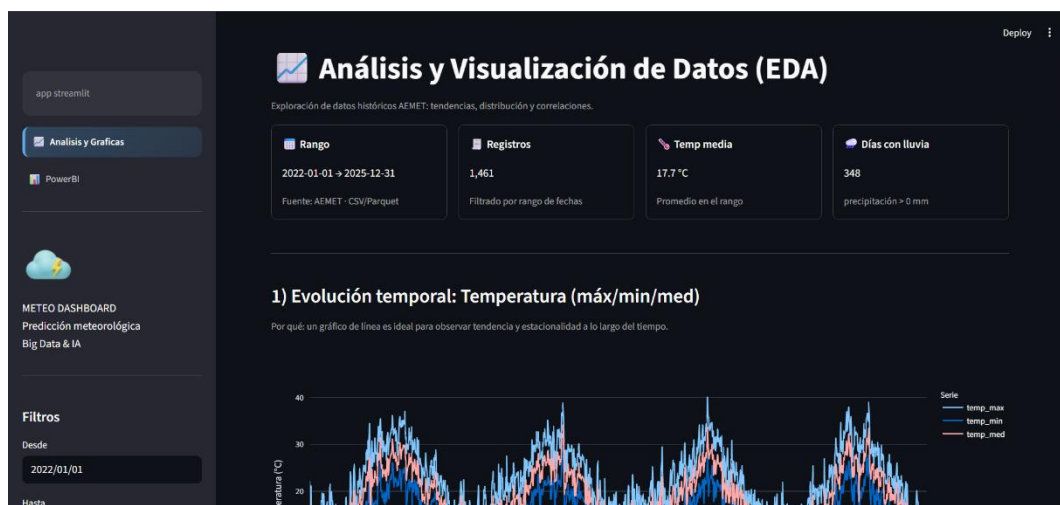 Deploy
app streamlit
Analisis y Graficas
PowerBI
METEO DASHBOARD
Predicción meteorológica
Big Data & IA
Filtros
Desde
2022/01/01
Hasta
Análisis y Visualización de Datos (EDA)
Exploración de datos históricos AEMET: tendencias, distribución y correlaciones.
Rango
2022-01-01 → 2025-12-31
Fuente: AEMET · CSV/Parquet
Registros
1,461
Filtrado por rango de fechas
Temp media
17.7 °C
Promedio en el rango
Días con lluvia
348
precipitación > 0 mm
1) Evolución temporal: Temperatura (máx/min/med)
Por qué: un gráfico de línea es ideal para observar tendencia y estacionalidad a lo largo del tiempo.
40
30
20
eratura (°C)
Serie
temp_max
temp_min
temp_med